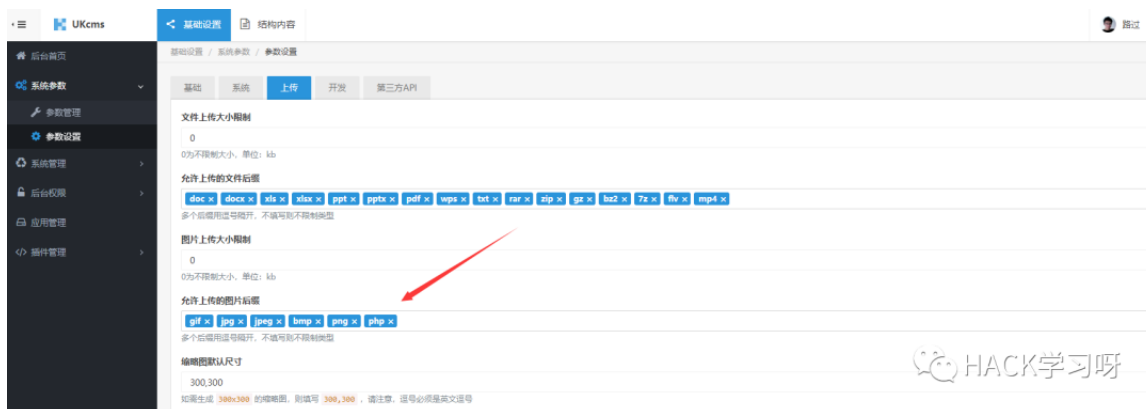 UKcms 基础设置 结构内容 路过
后台首页 基础设置 / 系统参数 / 参数设置
系统参数 基础 系统 上传 开发 第三方API
参数管理
文件上传大小限制
参数设置 0
系统管理 0为不限制大小，单位：kb
允许上传的文件后缀
后台权限 doc × docx × xls × xlsx × ppt × pptx × pdf × wps × txt × rar × zip × gz × bz2 × 7z × flv × mp4 ×
应用管理 多个后缀用逗号隔开，不填写则不限制类型
图片上传大小限制
插件管理 0
0为不限制大小，单位：kb
允许上传的图片后缀
gif × jpg × jpeg × bmp × png × php ×
多个后缀用逗号隔开，不填写则不限制类型
缩略图默认尺寸
300,300
如需生成 300x300 的缩略图，则填写 300,300 ，请注意，逗号必须是英文逗号
HACK学习呀